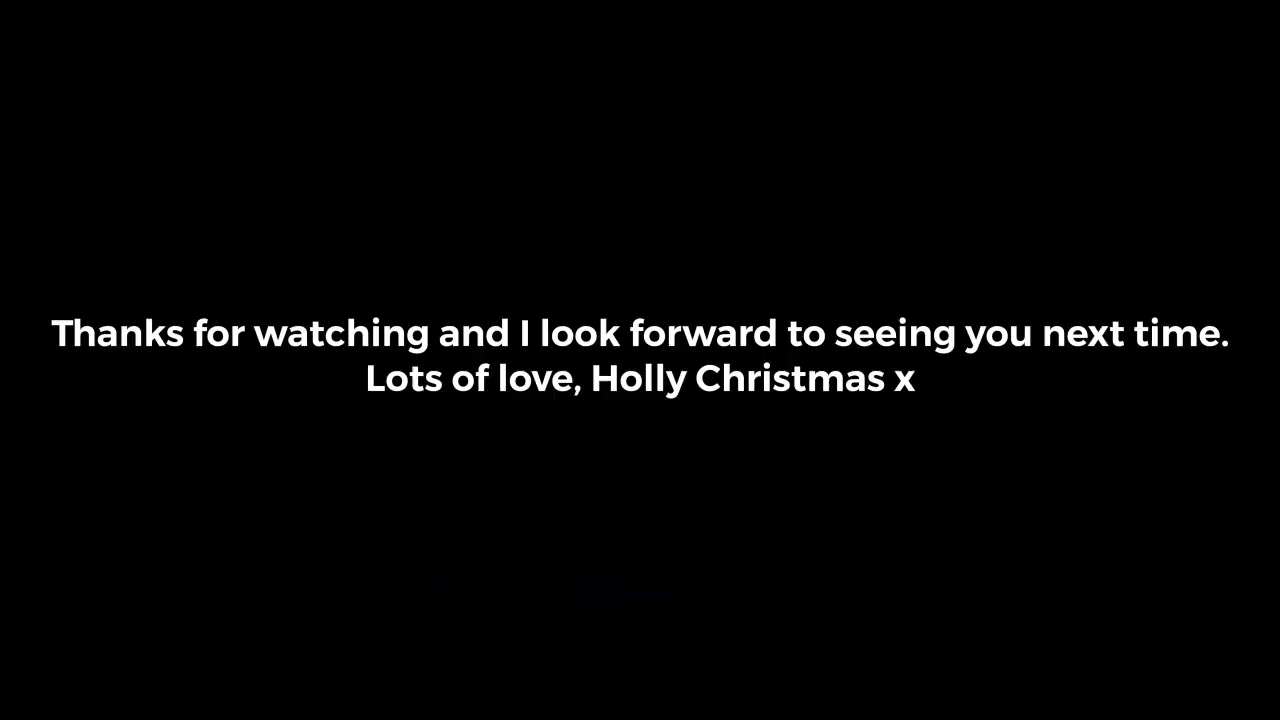 Thanks for watching and I look forward to seeing you next time.
Lots of love, Holly Christmas x